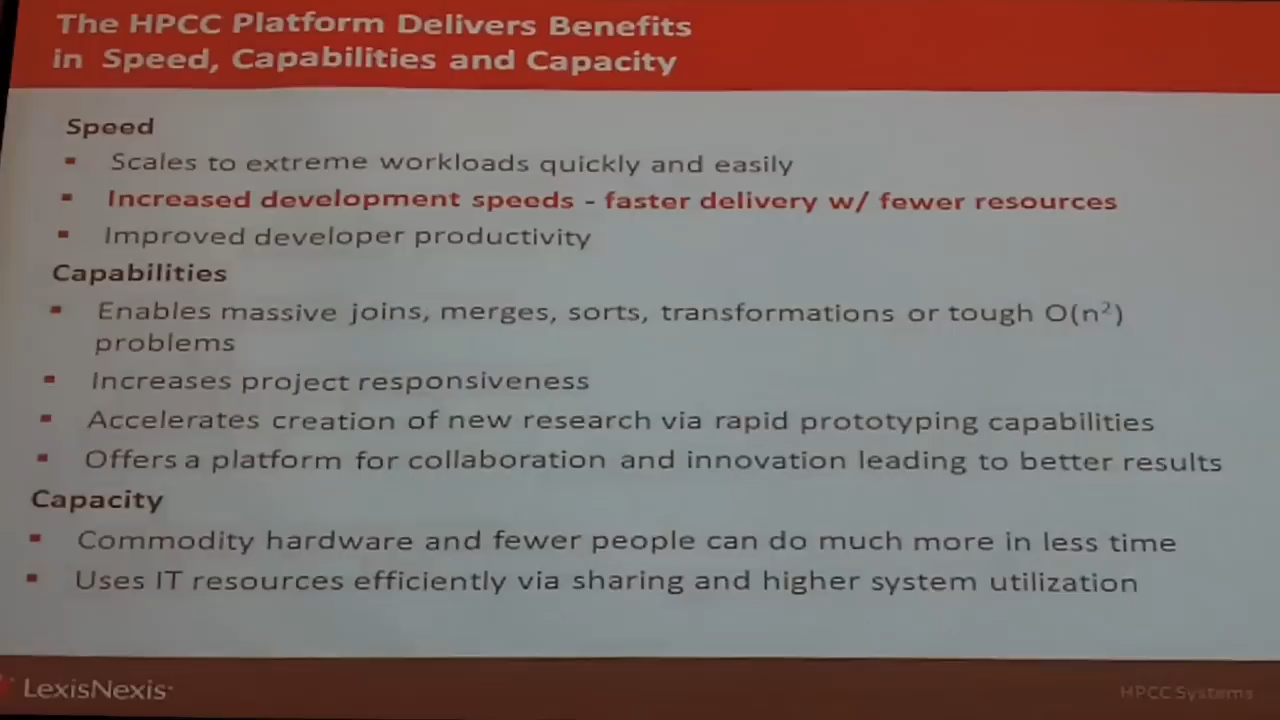 The HPCC Platform Delivers Benefits
in Speed, Capabilities and Capacity
Speed
▪ Scales to extreme workloads quickly and easily
▪ Increased development speeds - faster delivery w/ fewer resources
▪ Improved developer productivity
Capabilities
▪ Enables massive joins, merges, sorts, transformations or tough O(n²)
problems
▪ Increases project responsiveness
▪ Accelerates creation of new research via rapid prototyping capabilities
▪ Offers a platform for collaboration and innovation leading to better results
Capacity
▪ Commodity hardware and fewer people can do much more in less time
▪ Uses IT resources efficiently via sharing and higher system utilization
LexisNexis
HPCC Systems